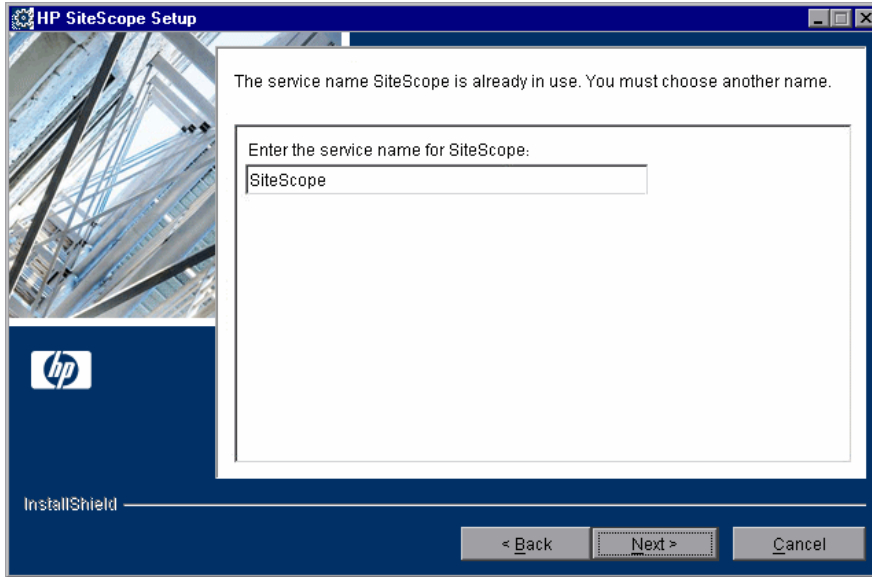 HP SiteScope Setup
The service name SiteScope is already in use. You must choose another name.
Enter the service name for SiteScope:
SiteScope
hp
InstallShield
< Back
Next >
Cancel